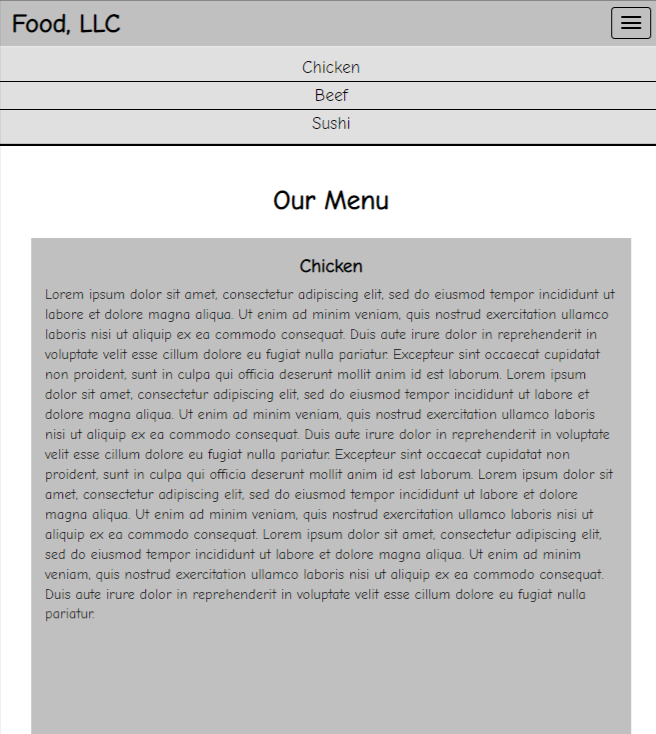 Food, LLC
Chicken
Beef
Sushi
Our Menu
Chicken
Lorem ipsum dolor sit amet, consectetur adipiscing elit, sed do eiusmod tempor incididunt ut
labore et dolore magna aliqua. Ut enim ad minim veniam, quis nostrud exercitation ullamco
laboris nisi ut aliquip ex ea commodo consequat. Duis aute irure dolor in reprehenderit in
voluptate velit esse cillum dolore eu fugiat nulla pariatur. Excepteur sint occaecat cupidatat
non proident, sunt in culpa qui officia deserunt mollit anim id est laborum. Lorem ipsum
dolor sit amet, consectetur adipiscing elit, sed do eiusmod tempor incididunt ut labore et
dolore magna aliqua. Ut enim ad minim veniam, quis nostrud exercitation ullamco laboris
nisi ut aliquip ex ea commodo consequat. Duis aute irure dolor in reprehenderit in voluptate
velit esse cillum dolore eu fugiat nulla pariatur. Excepteur sint occaecat cupidatat non
proident, sunt in culpa qui officia deserunt mollit anim id est laborum. Lorem ipsum dolor sit
amet, consectetur adipiscing elit, sed do eiusmod tempor incididunt ut labore et dolore
magna aliqua. Ut enim ad minim veniam, quis nostrud exercitation ullamco laboris nisi ut
aliquip ex ea commodo consequat. Lorem ipsum dolor sit amet, consectetur adipiscing elit,
sed do eiusmod tempor incididunt ut labore et dolore magna aliqua. Ut enim ad minim
veniam, quis nostrud exercitation ullamco laboris nisi ut aliquip ex ea commodo consequat.
Duis aute irure dolor in reprehenderit in voluptate velit esse cillum dolore eu fugiat nulla
pariatur.